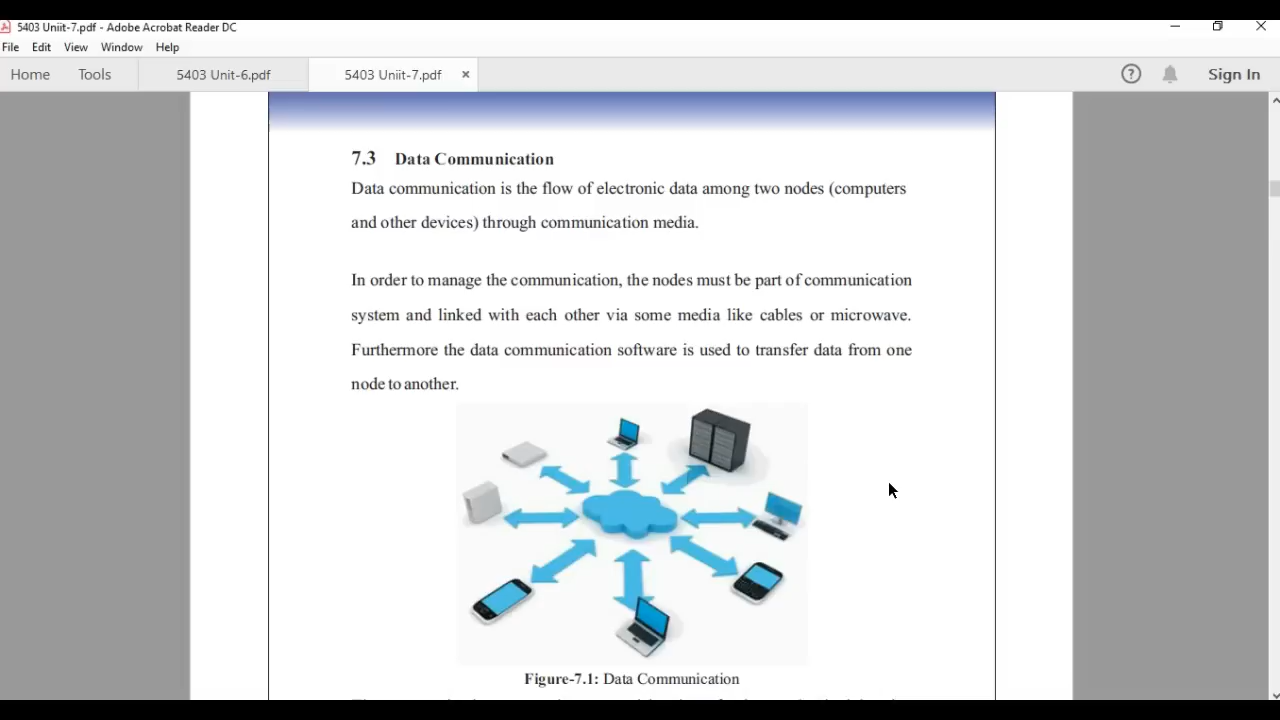 5403 Uniit-7.pdf - Adobe Acrobat Reader DC
File Edit View Window Help
Home Tools 5403 Unit-6.pdf 5403 Uniit-7.pdf × ? Sign In
7.3 Data Communication
Data communication is the flow of electronic data among two nodes (computers
and other devices) through communication media.
In order to manage the communication, the nodes must be part of communication
system and linked with each other via some media like cables or microwave.
Furthermore the data communication software is used to transfer data from one
node to another.
Figure-7.1: Data Communication